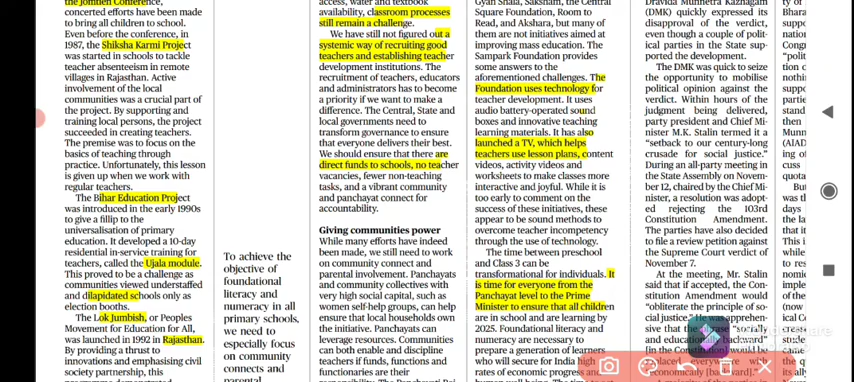 the Jomtien Conference,
concerted efforts have been made
to bring all children to school.
Even before the conference, in
1987, the Shiksha Karmi Project
was started in schools to tackle
teacher absenteeism in remote
villages in Rajasthan. Active
involvement of the local
communities was a crucial part of
the project. By supporting and
training local persons, the project
succeeded in creating teachers.
The premise was to focus on the
basics of teaching through
practice. Unfortunately, this lesson
is given up when we work with
regular teachers.
The Bihar Education Project
was introduced in the early 1990s
to give a fillip to the
universalisation of primary
education. It developed a 10-day
residential in-service training for
teachers, called the Ujala module.
This proved to be a challenge as
communities viewed understaffed
and dilapidated schools only as
election booths.
The Lok Jumbish, or Peoples
Movement for Education for All,
was launched in 1992 in Rajasthan.
By providing a thrust to
innovations and emphasising civil
society partnership, this
programme demonstrated
To achieve the
objective of
foundational
literacy and
numeracy in all
primary schools,
we need to
especially focus
on community
connects and
parental
access, water and textbook
availability, classroom processes
still remain a challenge.
We have still not figured out a
systemic way of recruiting good
teachers and establishing teacher
development institutions. The
recruitment of teachers, educators
and administrators has to become
a priority if we want to make a
difference. The Central, State and
local governments need to
transform governance to ensure
that everyone delivers their best.
We should ensure that there are
direct funds to schools, no teacher
vacancies, fewer non-teaching
tasks, and a vibrant community
and panchayat connect for
accountability.
Giving communities power
While many efforts have indeed
been made, we still need to work
on community connect and
parental involvement. Panchayats
and community collectives with
very high social capital, such as
women self-help groups, can help
ensure that local households own
the initiative. Panchayats can
leverage resources. Communities
can both enable and discipline
teachers if funds, functions and
functionaries are their
responsibility. The Panchayati Raj
Gyan Shala, Saksham, the Central
Square Foundation, Room to
Read, and Akshara, but many of
them are not initiatives aimed at
improving mass education. The
Sampark Foundation provides
some answers to the
aforementioned challenges. The
Foundation uses technology for
teacher development. It uses
audio battery-operated sound
boxes and innovative teaching
learning materials. It has also
launched a TV, which helps
teachers use lesson plans, content
videos, activity videos and
worksheets to make classes more
interactive and joyful. While it is
too early to comment on the
success of these initiatives, these
appear to be sound methods to
overcome teacher incompetency
through the use of technology.
The time between preschool
and Class 3 can be
transformational for individuals. It
is time for everyone from the
Panchayat level to the Prime
Minister to ensure that all children
are in school and are learning by
2025. Foundational literacy and
numeracy are necessary to
prepare a generation of learners
who will secure for India high
rates of economic progress
Dravida Munnetra Kazhagam
(DMK) quickly expressed its
disapproval of the verdict,
even though a couple of polit-
ical parties in the State sup-
ported the development.
The DMK was quick to seize
the opportunity to mobilise
political opinion against the
verdict. Within hours of the
judgment being delivered,
party president and Chief Mi-
nister M.K. Stalin termed it a
“setback to our century-long
crusade for social justice.”
During an all-party meeting in
the State Assembly on Novem-
ber 12, chaired by the Chief Mi-
nister, a resolution was adopt-
ed rejecting the 103rd
Constitution Amendment.
The parties have also decided
to file a review petition against
the Supreme Court verdict of
November 7.
At the meeting, Mr. Stalin
said that if accepted, the Con-
stitution Amendment would
“obliterate the principle of so-
cial justice.” He was apprehen-
sive that the clause “socially
and educationally backward”
[in the Constitution] would be